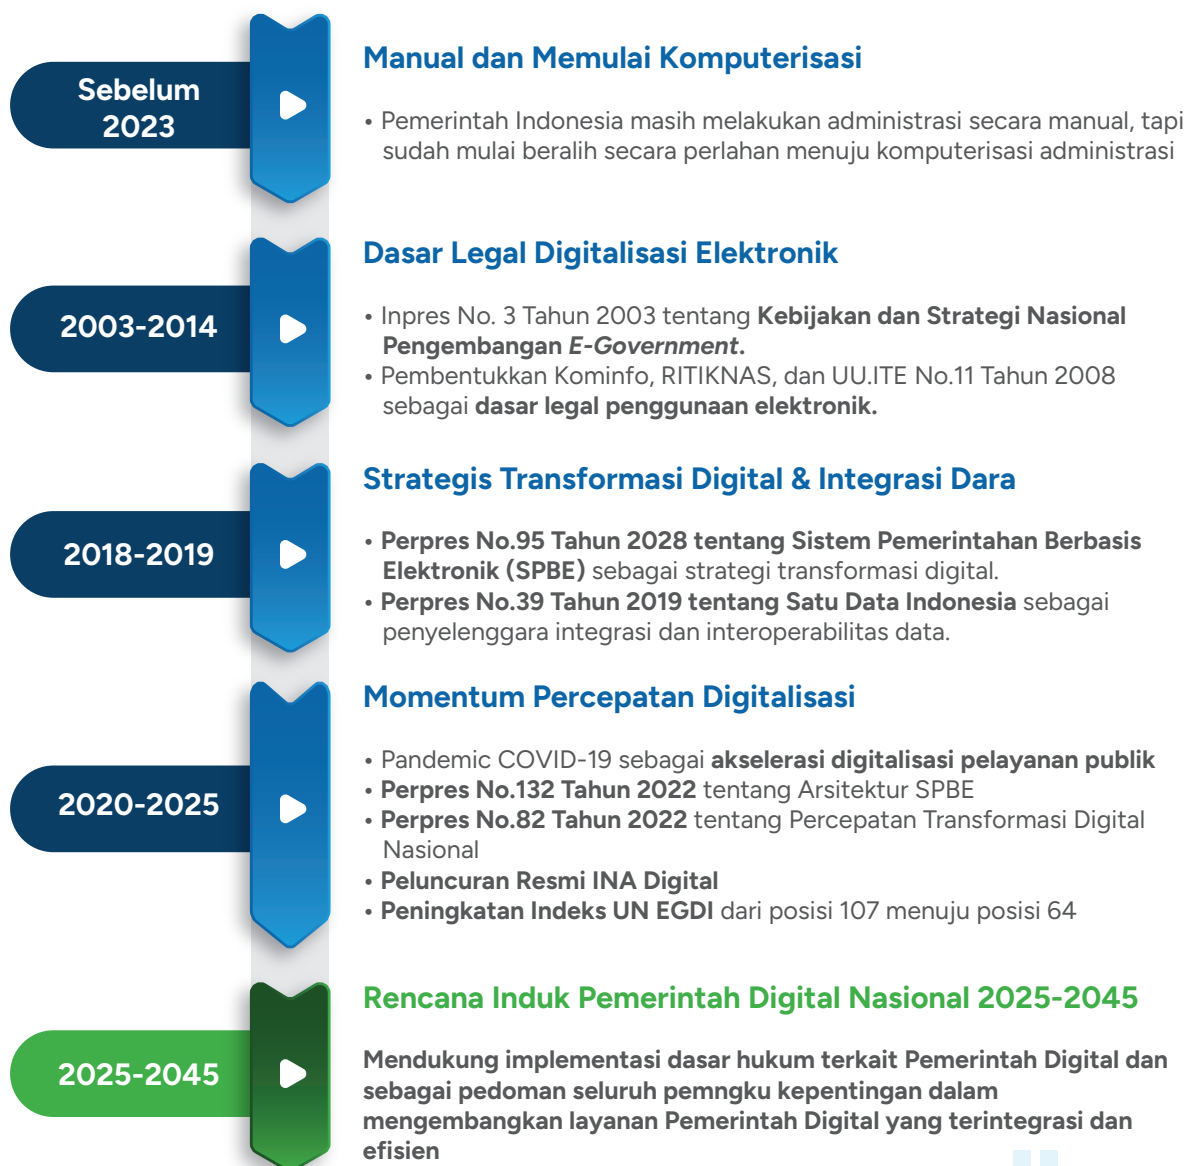 Sebelum
2023
Manual dan Memulai Komputerisasi
• Pemerintah Indonesia masih melakukan administrasi secara manual, tapi
sudah mulai beralih secara perlahan menuju komputerisasi administrasi
2003-2014
Dasar Legal Digitalisasi Elektronik
• Inpres No. 3 Tahun 2003 tentang Kebijakan dan Strategi Nasional
Pengembangan E-Government.
• Pembentukkan Kominfo, RITIKNAS, dan UU.ITE No.11 Tahun 2008
sebagai dasar legal penggunaan elektronik.
2018-2019
Strategis Transformasi Digital & Integrasi Dara
• Perpres No.95 Tahun 2028 tentang Sistem Pemerintahan Berbasis
Elektronik (SPBE) sebagai strategi transformasi digital.
• Perpres No.39 Tahun 2019 tentang Satu Data Indonesia sebagai
penyelenggara integrasi dan interoperabilitas data.
2020-2025
Momentum Percepatan Digitalisasi
• Pandemic COVID-19 sebagai akselerasi digitalisasi pelayanan publik
• Perpres No.132 Tahun 2022 tentang Arsitektur SPBE
• Perpres No.82 Tahun 2022 tentang Percepatan Transformasi Digital
Nasional
• Peluncuran Resmi INA Digital
• Peningkatan Indeks UN EGDI dari posisi 107 menuju posisi 64
2025-2045
Rencana Induk Pemerintah Digital Nasional 2025-2045
Mendukung implementasi dasar hukum terkait Pemerintah Digital dan
sebagai pedoman seluruh pemngku kepentingan dalam
mengembangkan layanan Pemerintah Digital yang terintegrasi dan
efisien